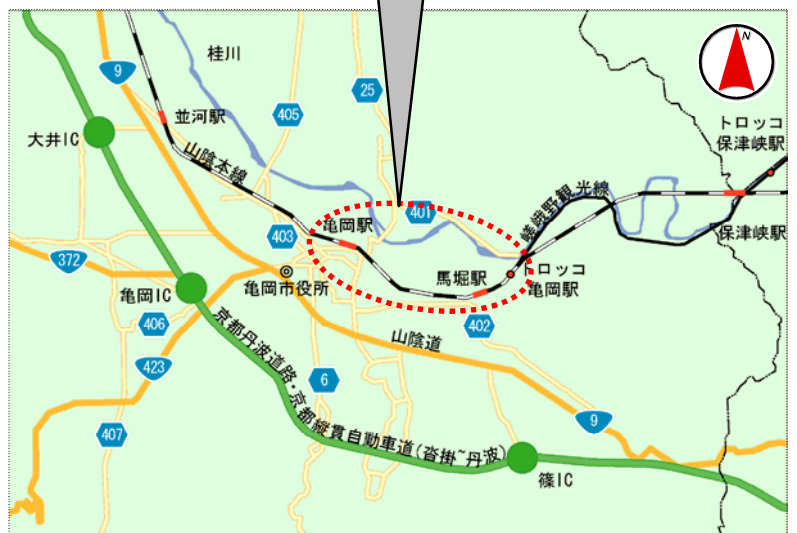 N
桂川
9
25
405
並河駅
トロッコ
保津峡駅
大井IC
山陰本線
嵯峨野観光線
401
亀岡駅
403
保津峡駅
372
馬堀駅
トロッコ
亀岡駅
亀岡市役所
亀岡IC
406
402
山陰道
京都丹波道路・京都縦貫自動車道(沓掛~丹波)
423
6
9
407
篠IC